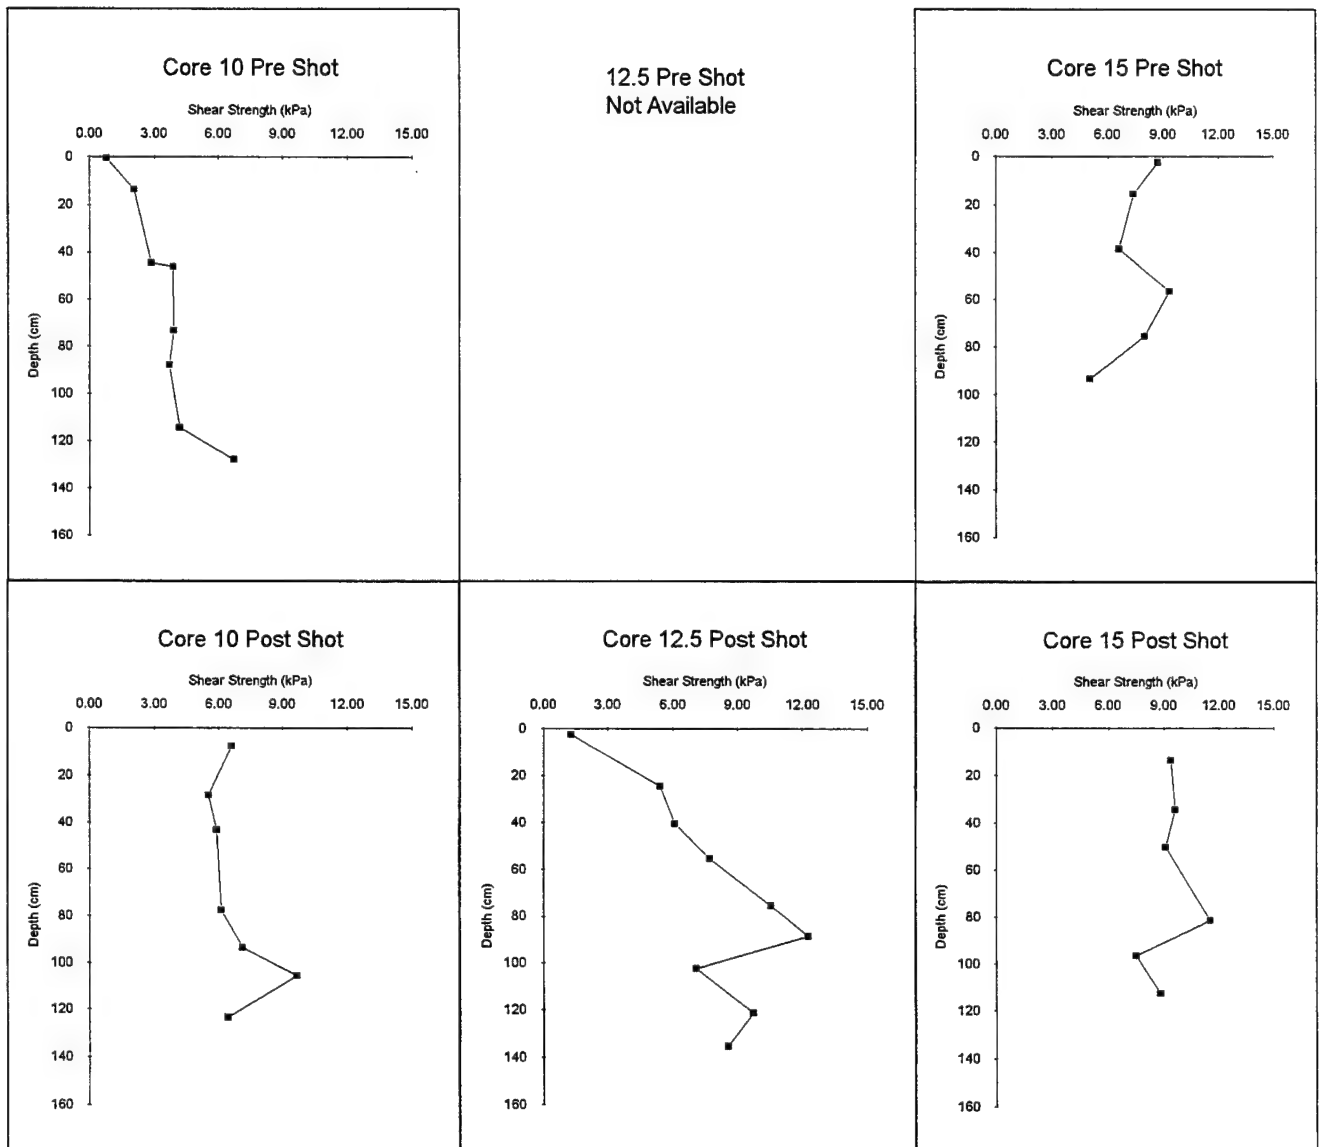 Core 10 Pre Shot
Shear Strength (kPa)
0.00 3.00 6.00 9.00 12.00 15.00
0
20
40
60
80
100
120
140
160
Depth (cm)
12.5 Pre Shot
Not Available
Core 15 Pre Shot
Shear Strength (kPa)
0.00 3.00 6.00 9.00 12.00 15.00
0
20
40
60
80
100
120
140
160
Depth (cm)
Core 10 Post Shot
Shear Strength (kPa)
0.00 3.00 6.00 9.00 12.00 15.00
0
20
40
60
80
100
120
140
160
Depth (cm)
Core 12.5 Post Shot
Shear Strength (kPa)
0.00 3.00 6.00 9.00 12.00 15.00
0
20
40
60
80
100
120
140
160
Depth (cm)
Core 15 Post Shot
Shear Strength (kPa)
0.00 3.00 6.00 9.00 12.00 15.00
0
20
40
60
80
100
120
140
160
Depth (cm)